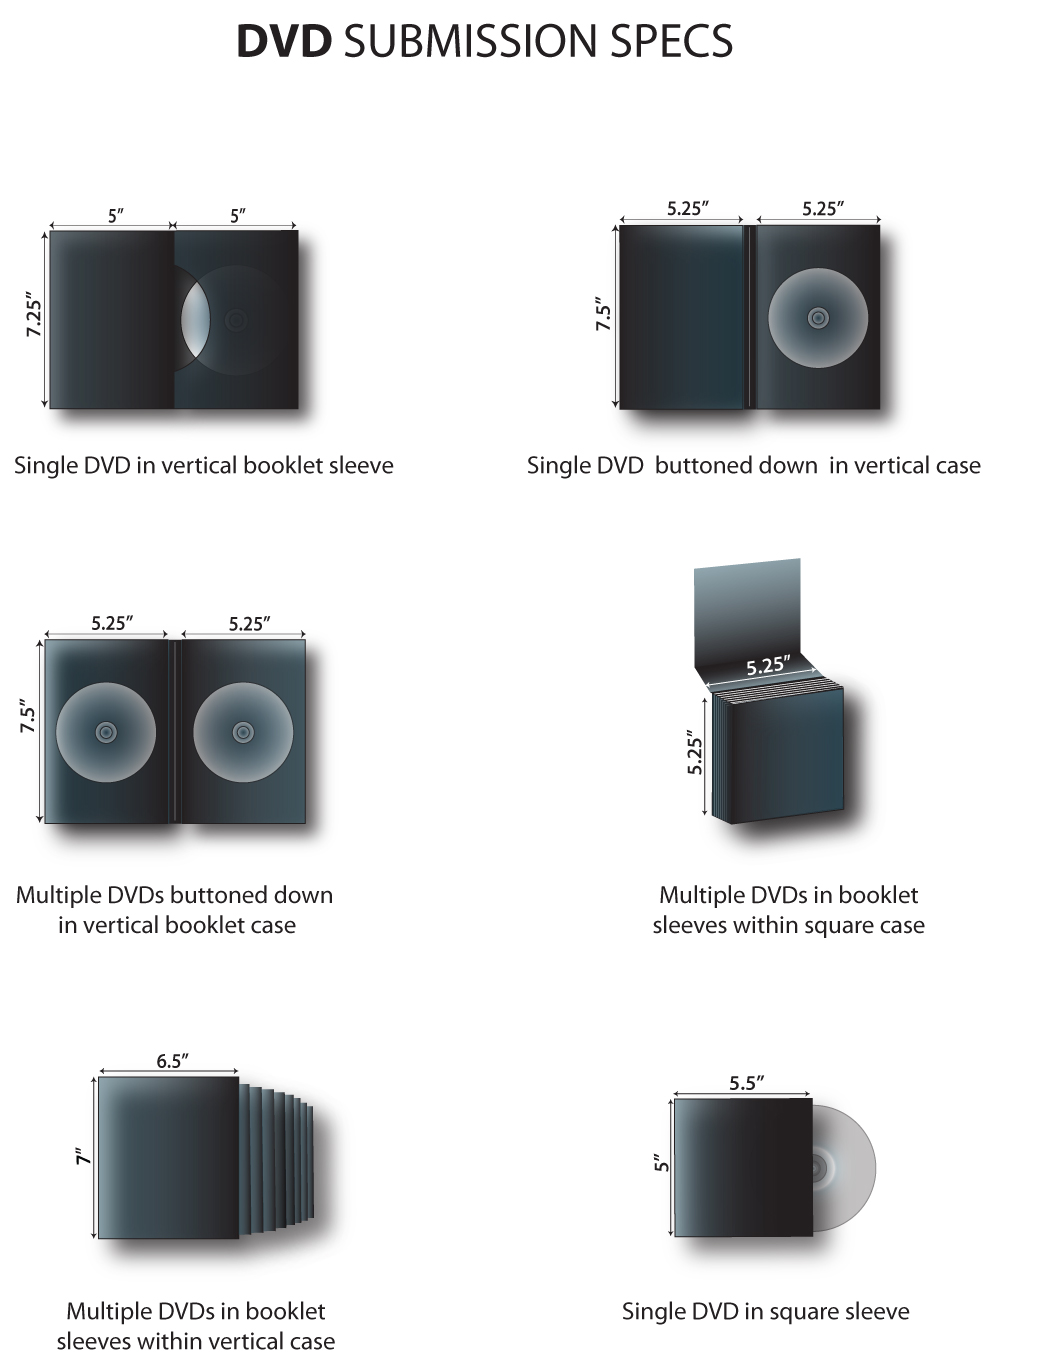 DVD SUBMISSION SPECS
5” 5”
7.25”
Single DVD in vertical booklet sleeve
5.25” 5.25”
7.5”
Single DVD buttoned down in vertical case
5.25” 5.25”
7.5”
Multiple DVDs buttoned down
in vertical booklet case
5.25”
5.25”
Multiple DVDs in booklet
sleeves within square case
6.5”
7”
Multiple DVDs in booklet
sleeves within vertical case
5.5”
5”
Single DVD in square sleeve